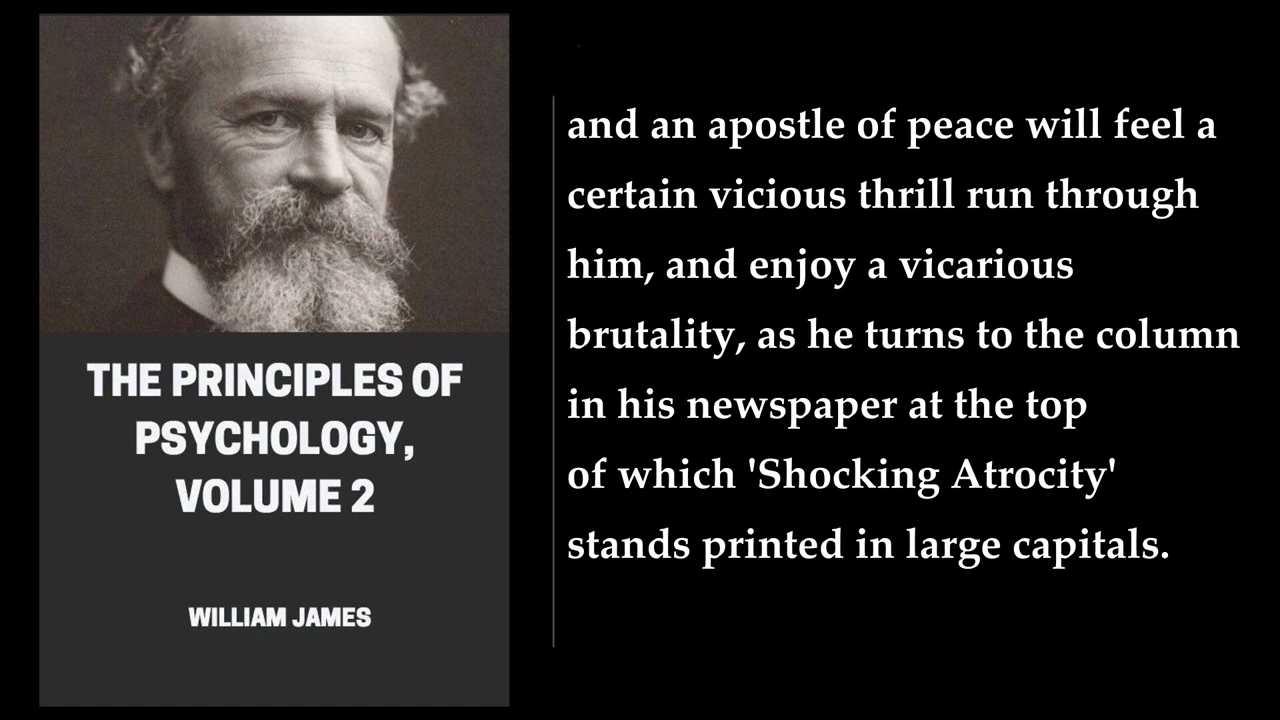 THE PRINCIPLES OF
PSYCHOLOGY,
VOLUME 2
WILLIAM JAMES
and an apostle of peace will feel a
certain vicious thrill run through
him, and enjoy a vicarious
brutality, as he turns to the column
in his newspaper at the top
of which 'Shocking Atrocity'
stands printed in large capitals.